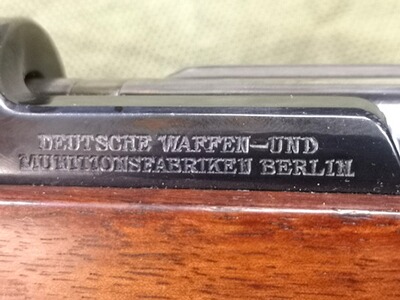 DEUTSCHE WAFFEN-UND
MUNITIONSFABRIKEN BERLIN